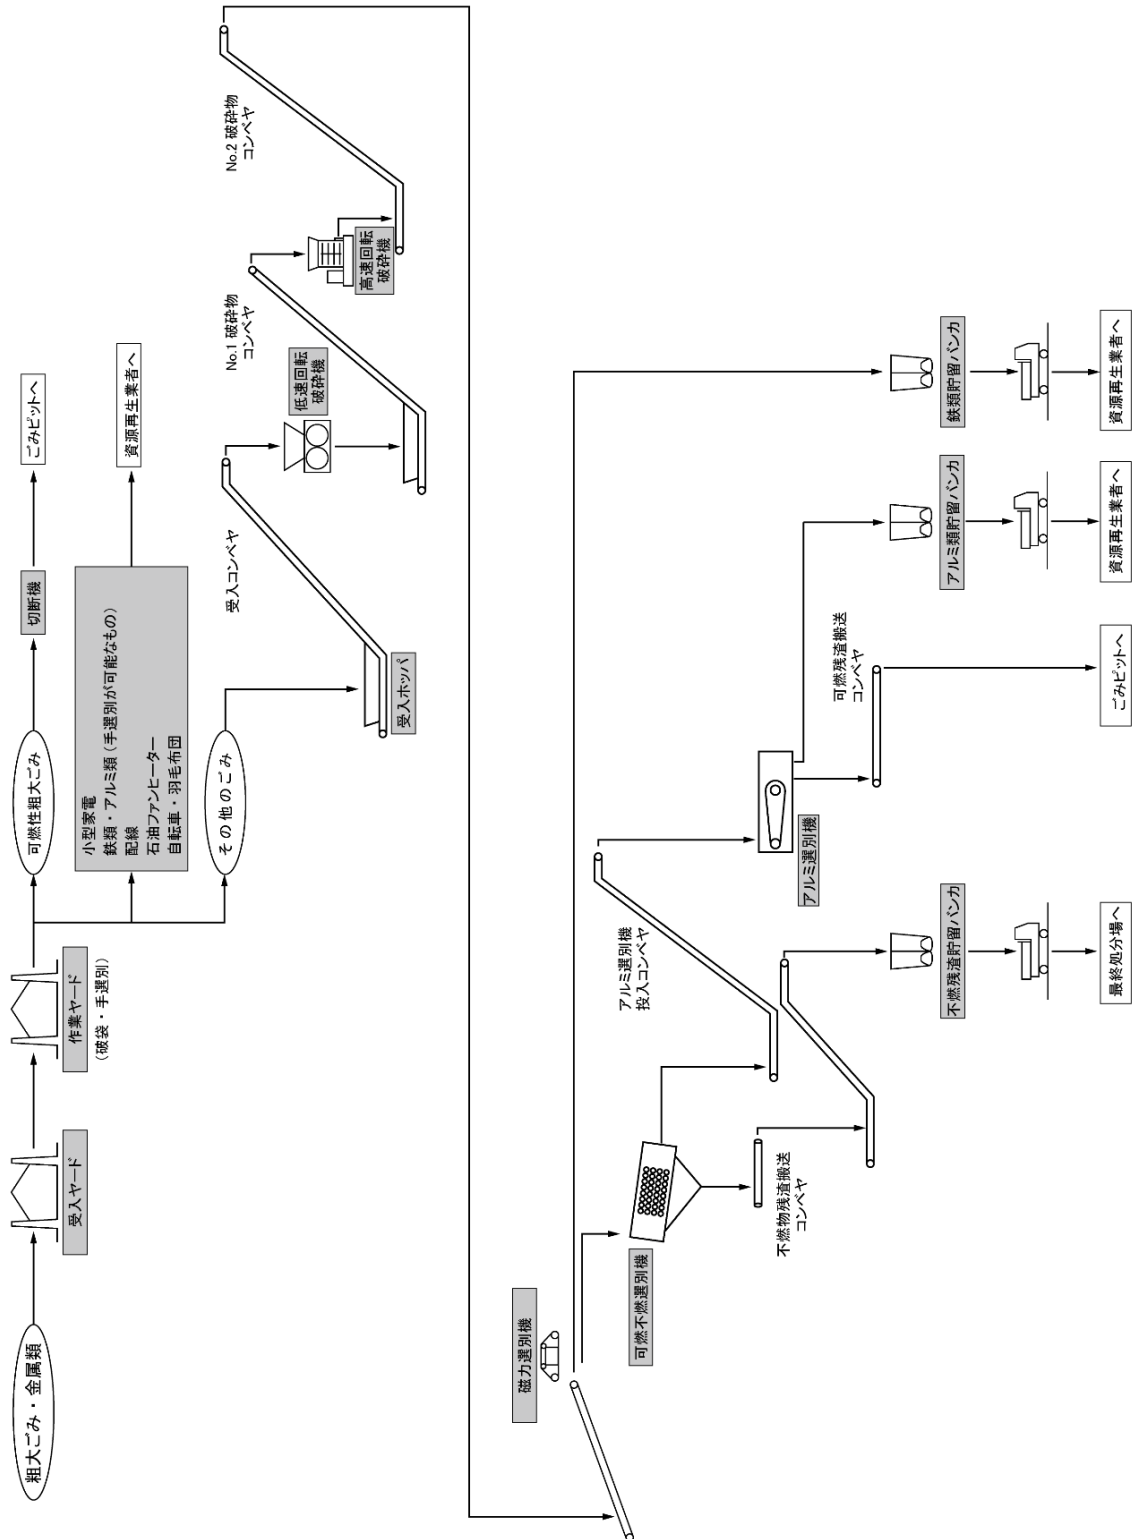 粗大ごみ・金属類
受入ヤード
作業ヤード
（破袋・手選別）
可燃性粗大ごみ
切断機
ごみピットへ
小型家電
鉄類・アルミ類（手選別が可能なもの）
配線
石油ファンヒーター
自転車・羽毛布団
資源再生業者へ
その他のごみ
受入ホッパ
受入コンベヤ
低速回転
破砕機
No.1 破砕物
コンベヤ
高速回転
破砕機
No.2 破砕物
コンベヤ
磁力選別機
可燃不燃選別機
不燃物残渣搬送
コンベヤ
アルミ選別機
投入コンベヤ
アルミ選別機
可燃残渣搬送
コンベヤ
不燃残渣貯留バンカ
最終処分場へ
ごみピットへ
アルミ類貯留バンカ
資源再生業者へ
鉄類貯留バンカ
資源再生業者へ